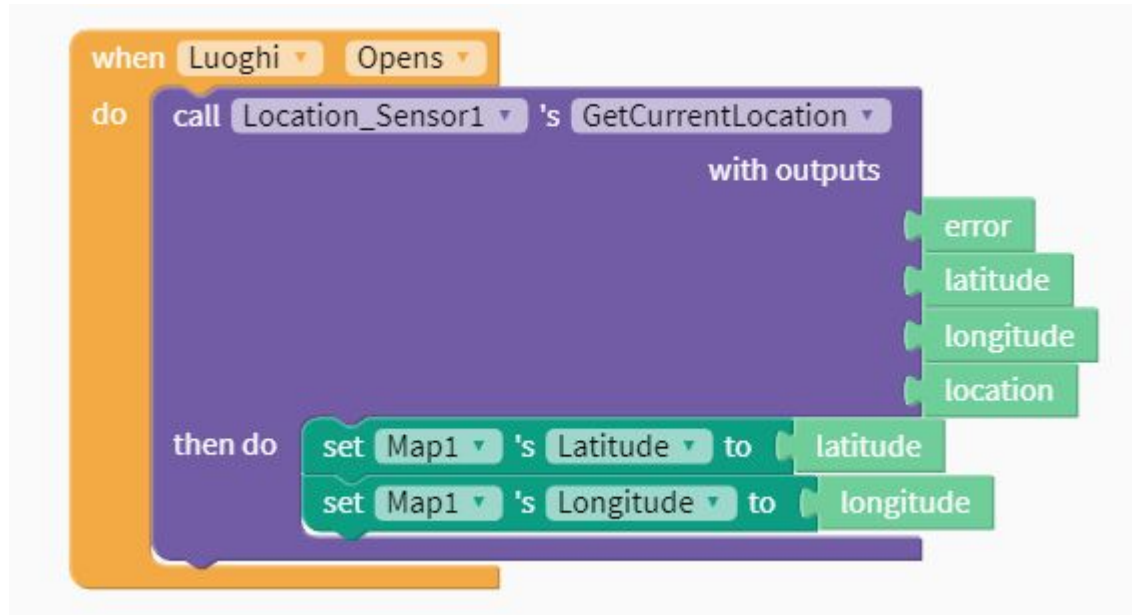 when Luoghi Opens
do call Location_Sensor1 's GetCurrentLocation
with outputs
error
latitude
longitude
location
then do set Map1 's Latitude to latitude
set Map1 's Longitude to longitude